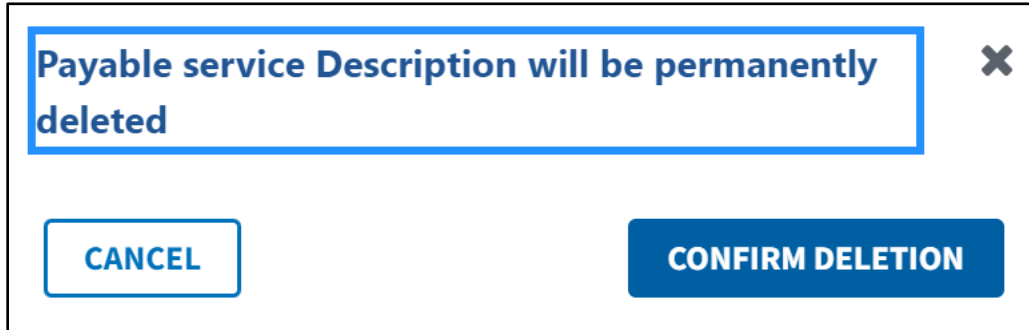 Payable service Description will be permanently
deleted
CANCEL
CONFIRM DELETION